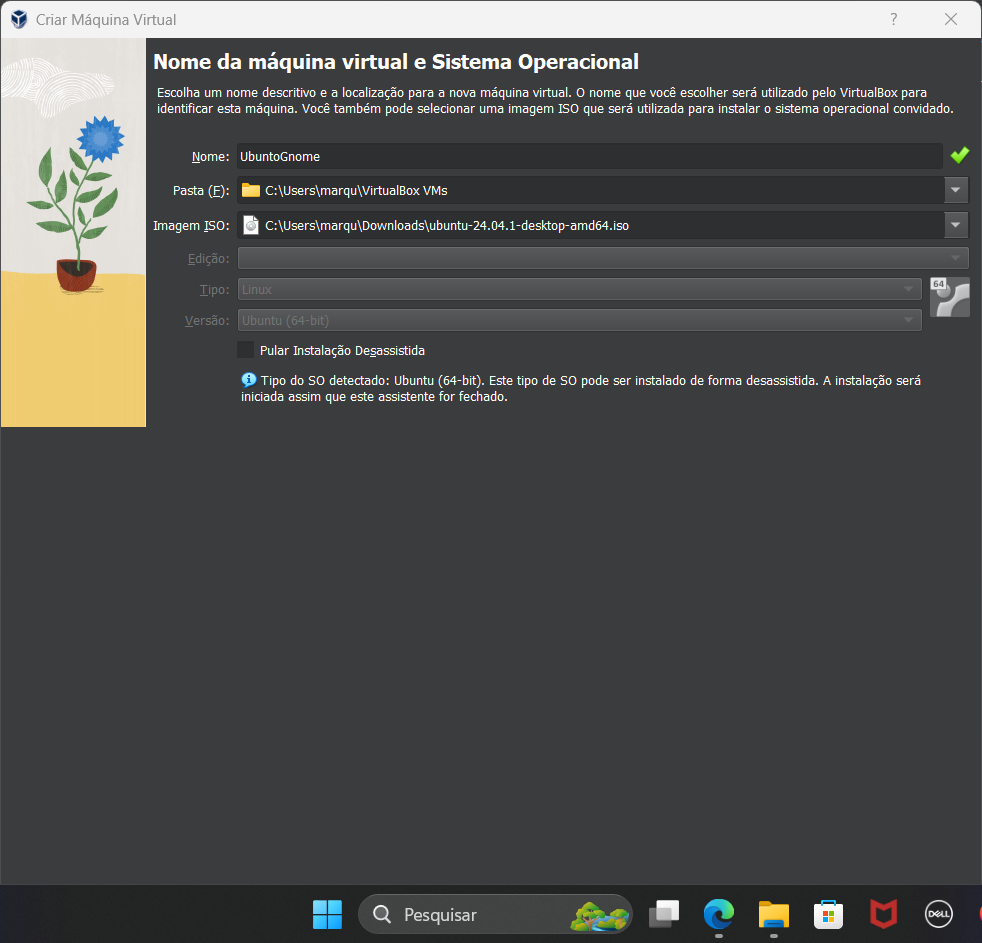 Criar Máquina Virtual
?
Nome da máquina virtual e Sistema Operacional
Escolha um nome descritivo e a localização para a nova máquina virtual. O nome que você escolher será utilizado pelo VirtualBox para
identificar esta máquina. Você também pode selecionar uma imagem ISO que será utilizada para instalar o sistema operacional convidado.
Nome: UbuntoGnome
Pasta (F): C:\Users\marqu\VirtualBox VMs
Imagem ISO: C:\Users\marqu\Downloads\ubuntu-24.04.1-desktop-amd64.iso
Edição:
Tipo: Linux
64
Versão: Ubuntu (64-bit)
Pular Instalação Desassistida
Tipo do SO detectado: Ubuntu (64-bit). Este tipo de SO pode ser instalado de forma desassistida. A instalação será
iniciada assim que este assistente for fechado.
Pesquisar
DELL